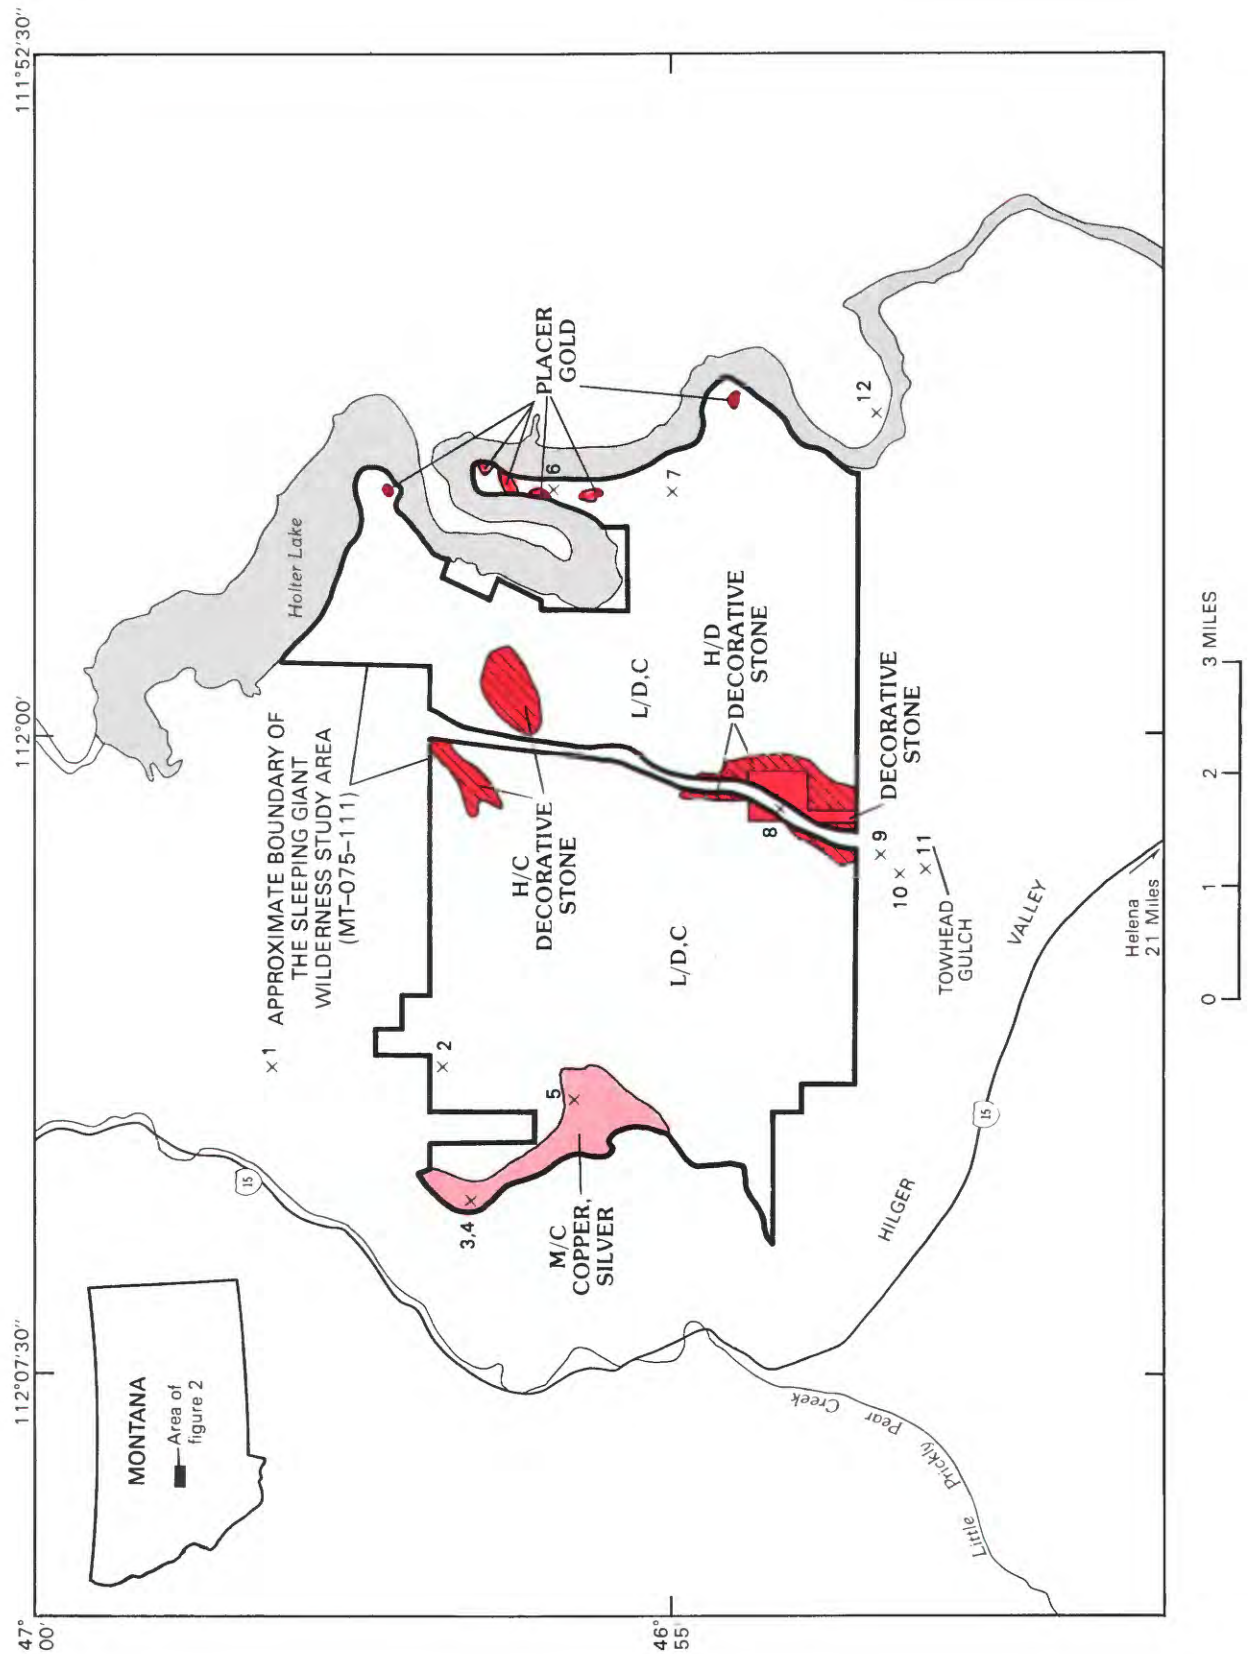 112°07'30"
112°00'
111°52'30"
47°
00'
MONTANA
Area of
figure 2
15
×1
APPROXIMATE BOUNDARY OF
THE SLEEPING GIANT
WILDERNESS STUDY AREA
(MT-075-111)
Holter Lake
×2
3,4
5
M/C
COPPER,
SILVER
H/C
DECORATIVE
STONE
PLACER
GOLD
6
×7
L/D,C
L/D,C
H/D
DECORATIVE
STONE
46°
55'
8
×9
10×
×11
×12
DECORATIVE
STONE
TOWHEAD
GULCH
HILGER
VALLEY
15
Little Prickly Pear Creek
Helena
21 Miles
0 1 2 3 MILES